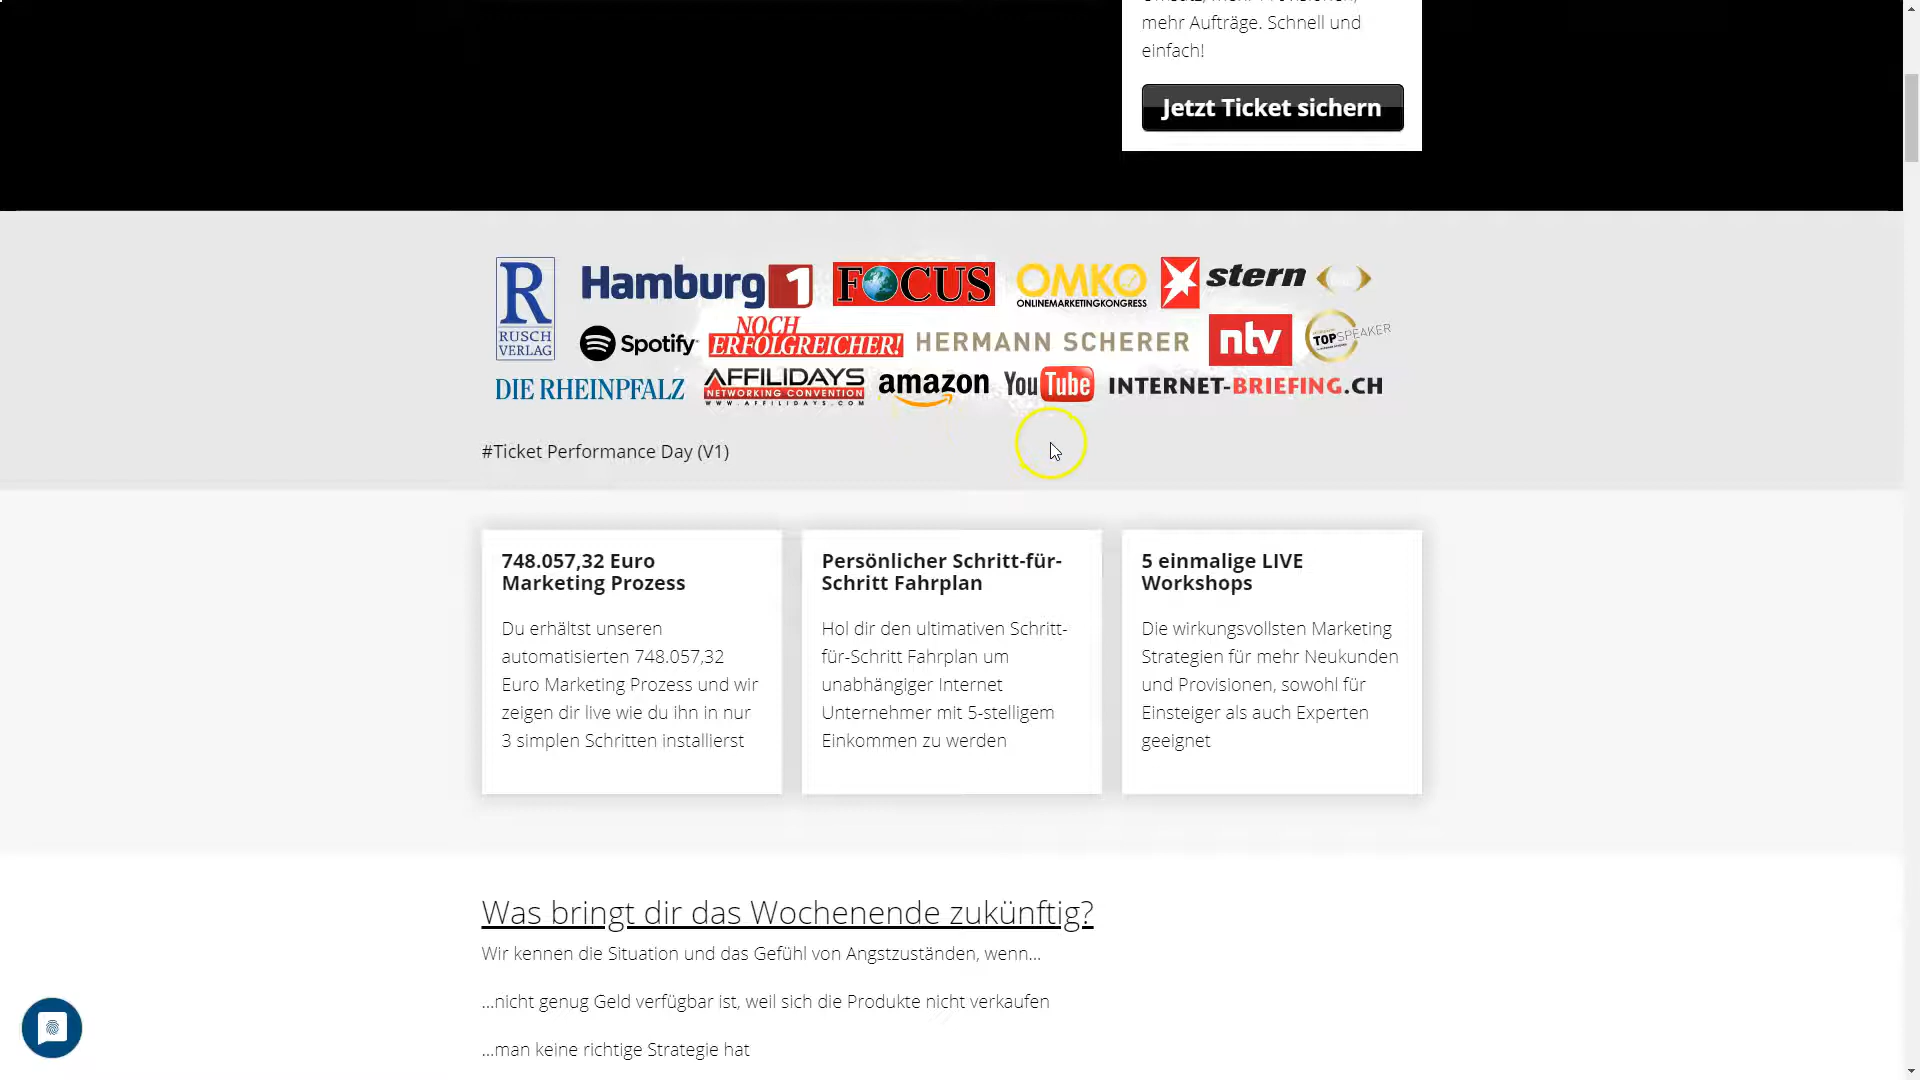 mehr Aufträge. Schnell und
einfach!
Jetzt Ticket sichern
R
RUSCH
VERLAG
Hamburg 1
FOCUS
OMKO
ONLINEMARKETINGKONGRESS
stern
Spotify
NOCH
ERFOLGREICHER!
HERMANN SCHERER
ntv
TOPSPEAKER
DIE RHEINPFALZ
AFFILIDAYS
NETWORKING CONVENTION
WWW.AFFILIDAYS.COM
amazon
YouTube
INTERNET-BRIEFING.CH
#Ticket Performance Day (V1)
748.057,32 Euro
Marketing Prozess
Du erhältst unseren
automatisierten 748.057,32
Euro Marketing Prozess und wir
zeigen dir live wie du ihn in nur
3 simplen Schritten installierst
Persönlicher Schritt-für-
Schritt Fahrplan
Hol dir den ultimativen Schritt-
für-Schritt Fahrplan um
unabhängiger Internet
Unternehmer mit 5-stelligem
Einkommen zu werden
5 einmalige LIVE
Workshops
Die wirkungsvollsten Marketing
Strategien für mehr Neukunden
und Provisionen, sowohl für
Einsteiger als auch Experten
geeignet
Was bringt dir das Wochenende zukünftig?
Wir kennen die Situation und das Gefühl von Angstzuständen, wenn...
...nicht genug Geld verfügbar ist, weil sich die Produkte nicht verkaufen
...man keine richtige Strategie hat